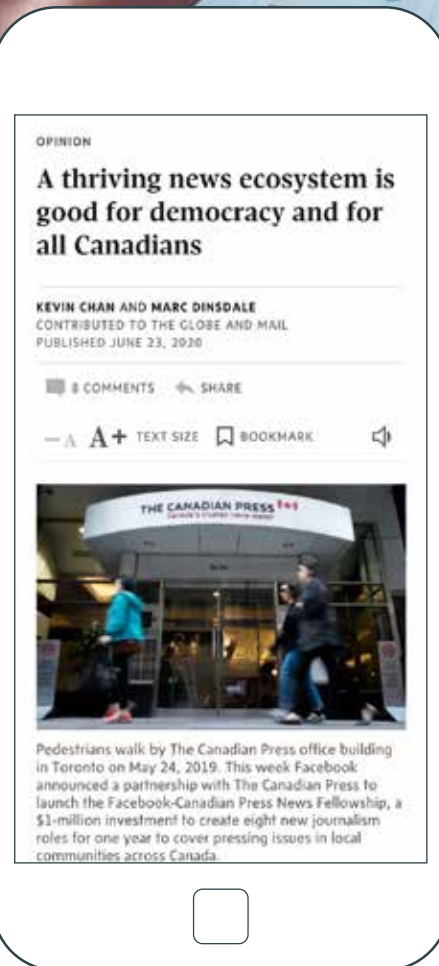 OPINION
A thriving news ecosystem is
good for democracy and for
all Canadians
KEVIN CHAN AND MARC DINSDALE
CONTRIBUTED TO THE GLOBE AND MAIL
PUBLISHED JUNE 23, 2020
8 COMMENTS SHARE
— A A+ TEXT SIZE BOOKMARK
THE CANADIAN PRESS
Canada's trusted news leader
Pedestrians walk by The Canadian Press office building
in Toronto on May 24, 2019. This week Facebook
announced a partnership with The Canadian Press to
launch the Facebook-Canadian Press News Fellowship, a
$1-million investment to create eight new journalism
roles for one year to cover pressing issues in local
communities across Canada.